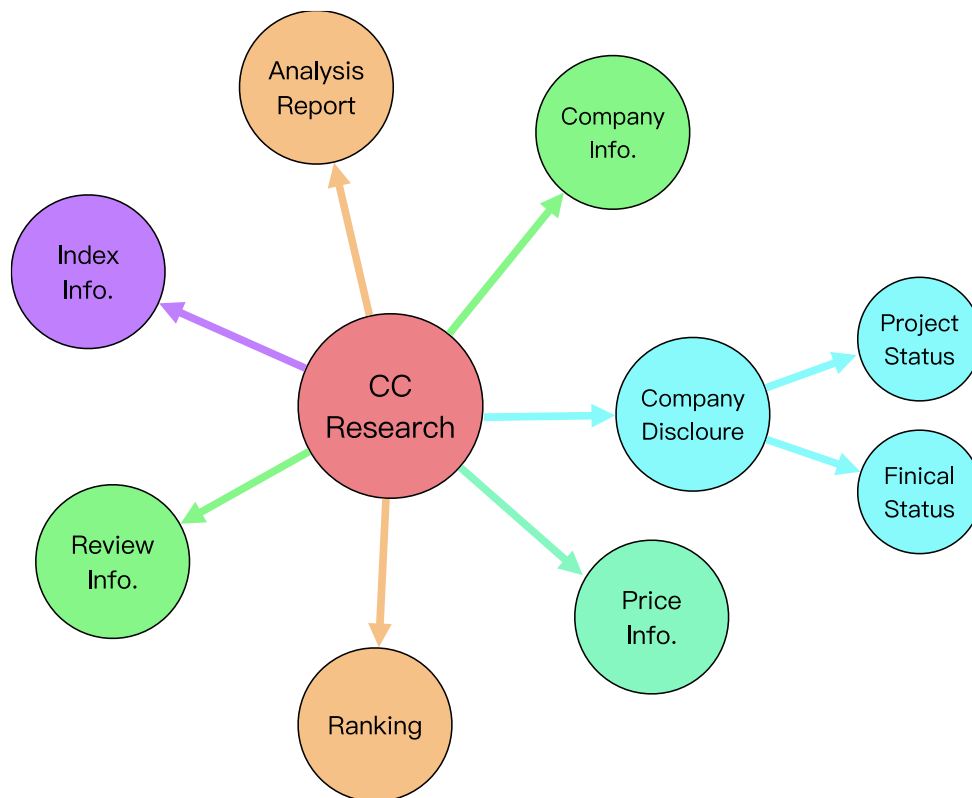 Analysis
Report
Company
Info.
Index
Info.
Project
Status
CC
Research
Company
Discloure
Finical
Status
Review
Info.
Price
Info.
Ranking